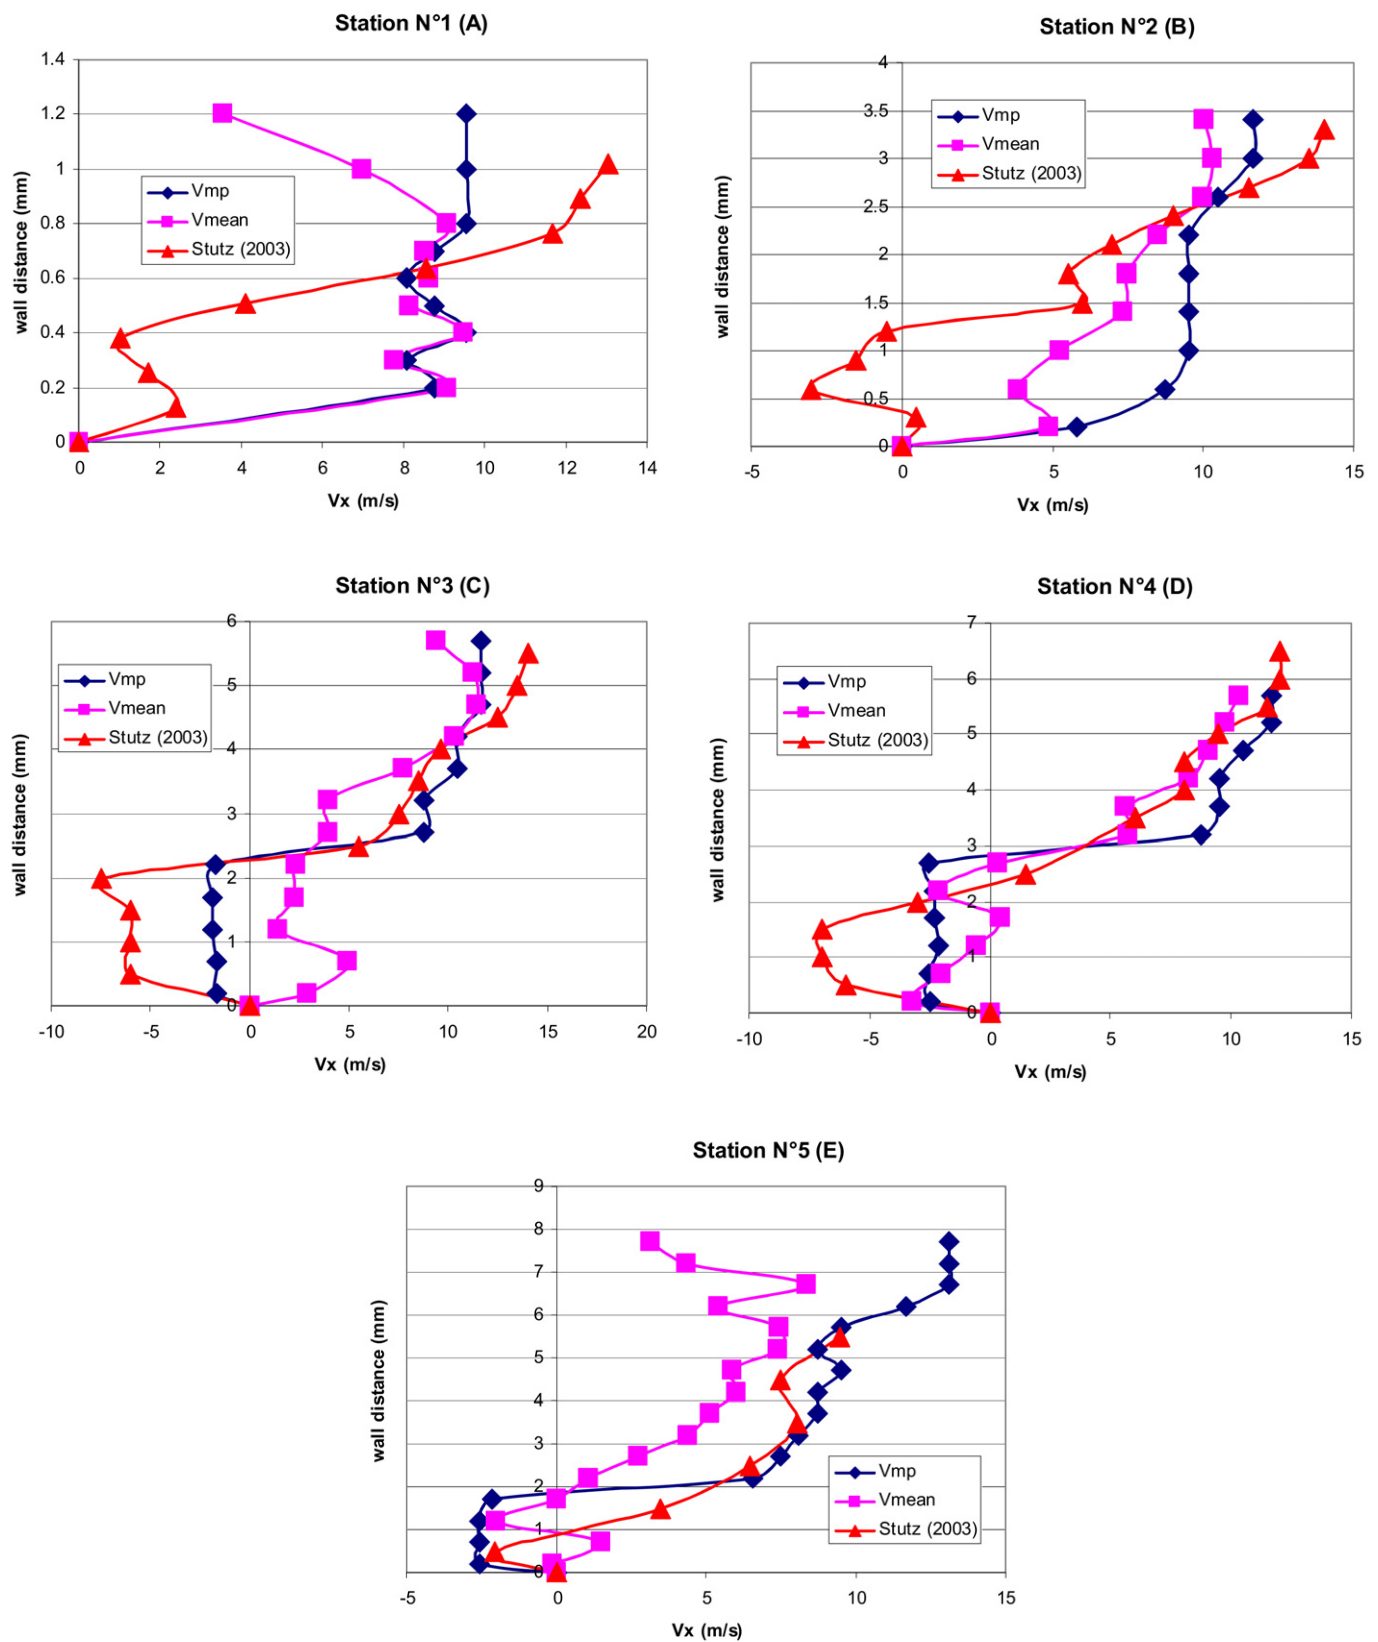 Station N°1 (A)
1.4
1.2
1
0.8
0.6
0.4
0.2
0
wall distance (mm)
Vmp
Vmean
Stutz (2003)
0 2 4 6 8 10 12 14
Vx (m/s)
Station N°2 (B)
4
3.5
3
2.5
2
1.5
1
0.5
0
wall distance (mm)
Vmp
Vmean
Stutz (2003)
-5 0 5 10 15
Vx (m/s)
Station N°3 (C)
6
5
4
3
2
1
0
wall distance (mm)
Vmp
Vmean
Stutz (2003)
-10 -5 0 5 10 15 20
Vx (m/s)
Station N°4 (D)
7
6
5
4
3
2
1
0
wall distance (mm)
Vmp
Vmean
Stutz (2003)
-10 -5 0 5 10 15
Vx (m/s)
Station N°5 (E)
9
8
7
6
5
4
3
2
1
0
wall distance (mm)
Vmp
Vmean
Stutz (2003)
-5 0 5 10 15
Vx (m/s)